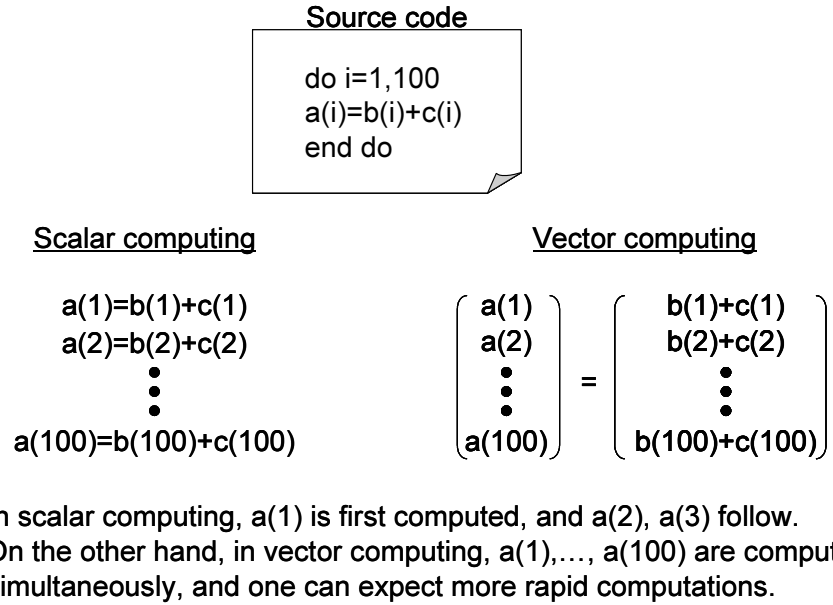 Source code
do i=1,100
a(i)=b(i)+c(i)
end do
Scalar computing
a(1)=b(1)+c(1)
a(2)=b(2)+c(2)
a(100)=b(100)+c(100)
Vector computing
a(1)
a(2)
a(100)
=
b(1)+c(1)
b(2)+c(2)
b(100)+c(100)
n scalar computing, a(1) is first computed, and a(2), a(3) follow.
On the other hand, in vector computing, a(1),…, a(100) are comput
imultaneously, and one can expect more rapid computations.